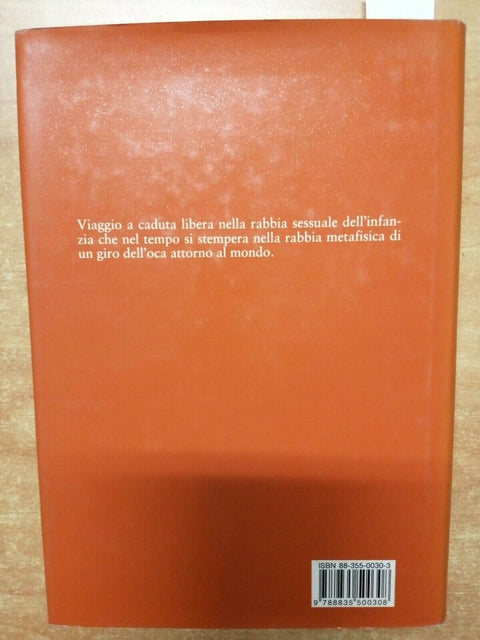 Viaggio a caduta libera nella rabbia sessuale dell'infan-
zia che nel tempo si stempera nella rabbia metafisica di
un giro dell'oca attorno al mondo.
ISBN 88-355-0030-3
9 788835 500308